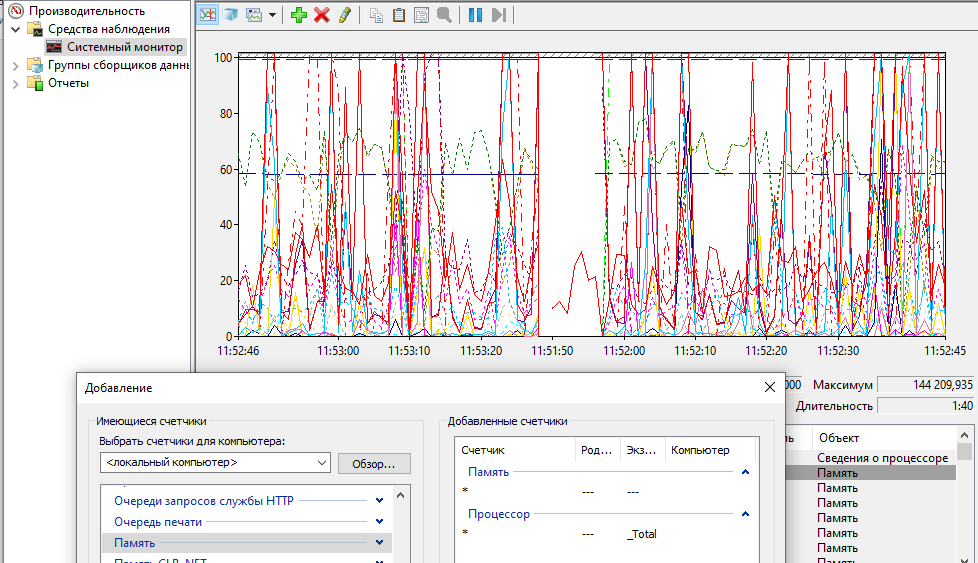 Производительность
Средства наблюдения
Системный монитор
Группы сборщиков данн
Отчеты
100
80
60
40
20
0
11:52:46 11:53:00 11:53:10 11:53:20 11:51:50 11:52:00 11:52:10 11:52:20 11:52:30 11:52:45
000 Максимум 144 209,935
Длительность 1:40
Добавление
Имеющиеся счетчики
Выбрать счетчики для компьютера:
<локальный компьютер>
Обзор...
Очереди запросов службы HTTP
Очередь печати
Память
Память CLR .NET
Добавленные счетчики
Счетчик Род... Экз... Компьютер
Память
* --- ---
Процессор
* --- _Total
Объект
Сведения о процессоре
Память
Память
Память
Память
Память
Память